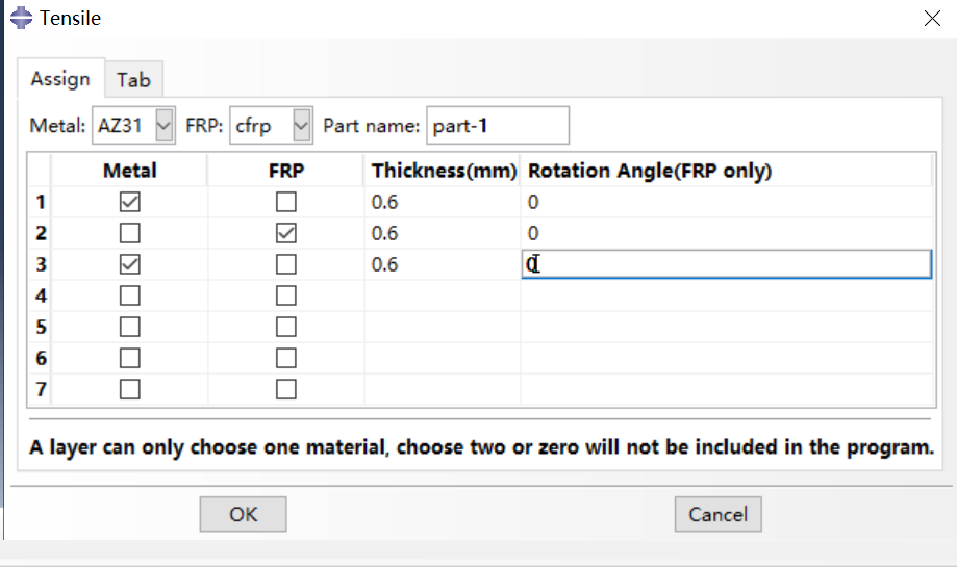 Tensile
Assign Tab
Metal: AZ31 FRP: cfrp Part name: part-1
Metal FRP Thickness(mm) Rotation Angle(FRP only)
1 0.6 0
2 0.6 0
3 0.6 0
4
5
6
7
A layer can only choose one material, choose two or zero will not be included in the program.
OK Cancel